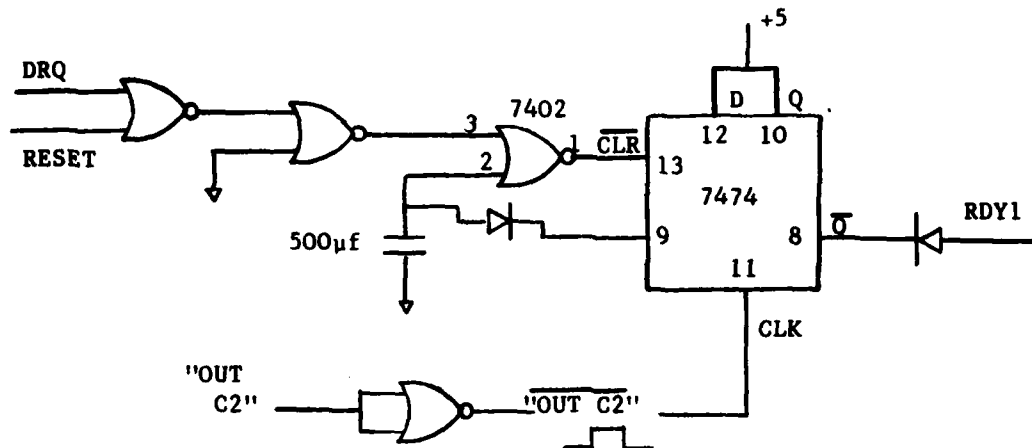 +5
DRQ
RESET
7402
3
2
1
CLR
D Q
12 10
13
7474
9
8
Q
RDY1
500µf
11
CLK
"OUT
C2"
"OUT C2"